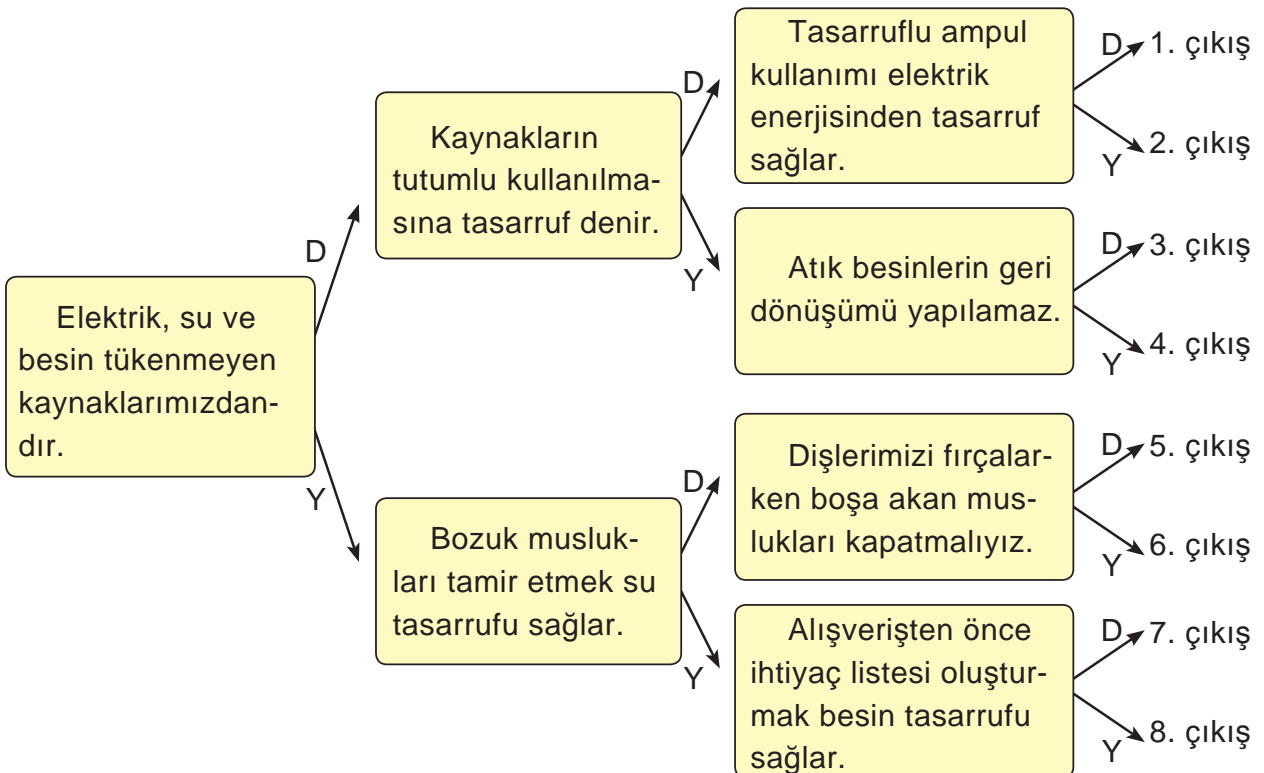 Elektrik, su ve
besin tükenmeyen
kaynaklarımızdan-
dır.
D
Y
Kaynakların
tutumlu kullanılma-
sına tasarruf denir.
D
Y
Bozuk musluk-
ları tamir etmek su
tasarrufu sağlar.
D
Y
Tasarruflu ampul
kullanımı elektrik
enerjisinden tasarruf
sağlar.
D
1. çıkış
Y
2. çıkış
Atık besinlerin geri
dönüşümü yapılamaz.
D
3. çıkış
Y
4. çıkış
Dişlerimizi fırçalar-
ken boşa akan mus-
lukları kapatmalıyız.
D
5. çıkış
Y
6. çıkış
Alışverişten önce
ihtiyaç listesi oluştur-
mak besin tasarrufu
sağlar.
D
7. çıkış
Y
8. çıkış